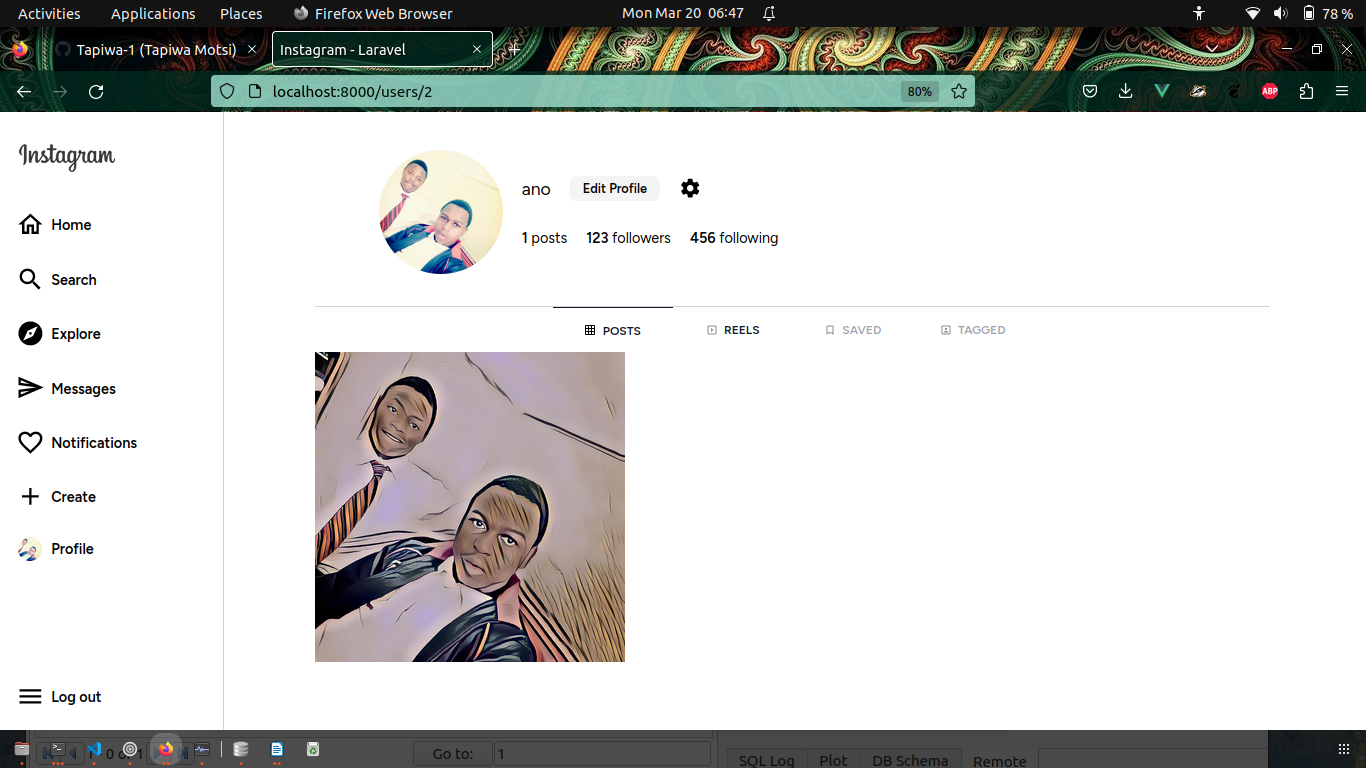 Activities Applications Places Firefox Web Browser Mon Mar 20 06:47 78 %
Tapiwa-1 (Tapiwa Motsi) Instagram - Laravel
localhost:8000/users/2 80% ABP
Instagram
ano Edit Profile
1 posts 123 followers 456 following
Home
Search
Explore
Messages
Notifications
Create
Profile
Log out
POSTS REELS SAVED TAGGED
Go to: 1
SQL Log Plot DB Schema Remote